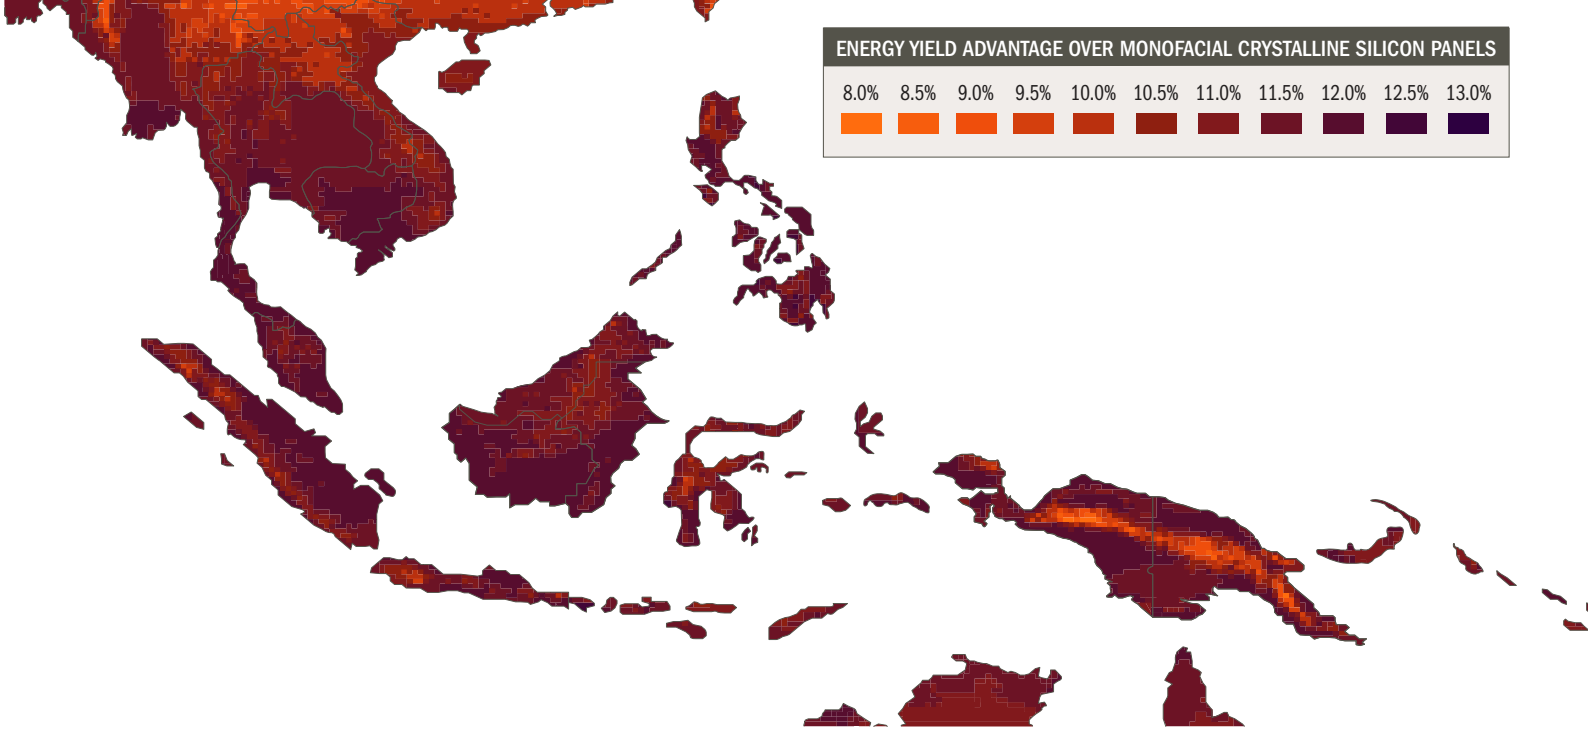 ENERGY YIELD ADVANTAGE OVER MONOFACIAL CRYSTALLINE SILICON PANELS
8.0% 8.5% 9.0% 9.5% 10.0% 10.5% 11.0% 11.5% 12.0% 12.5% 13.0%